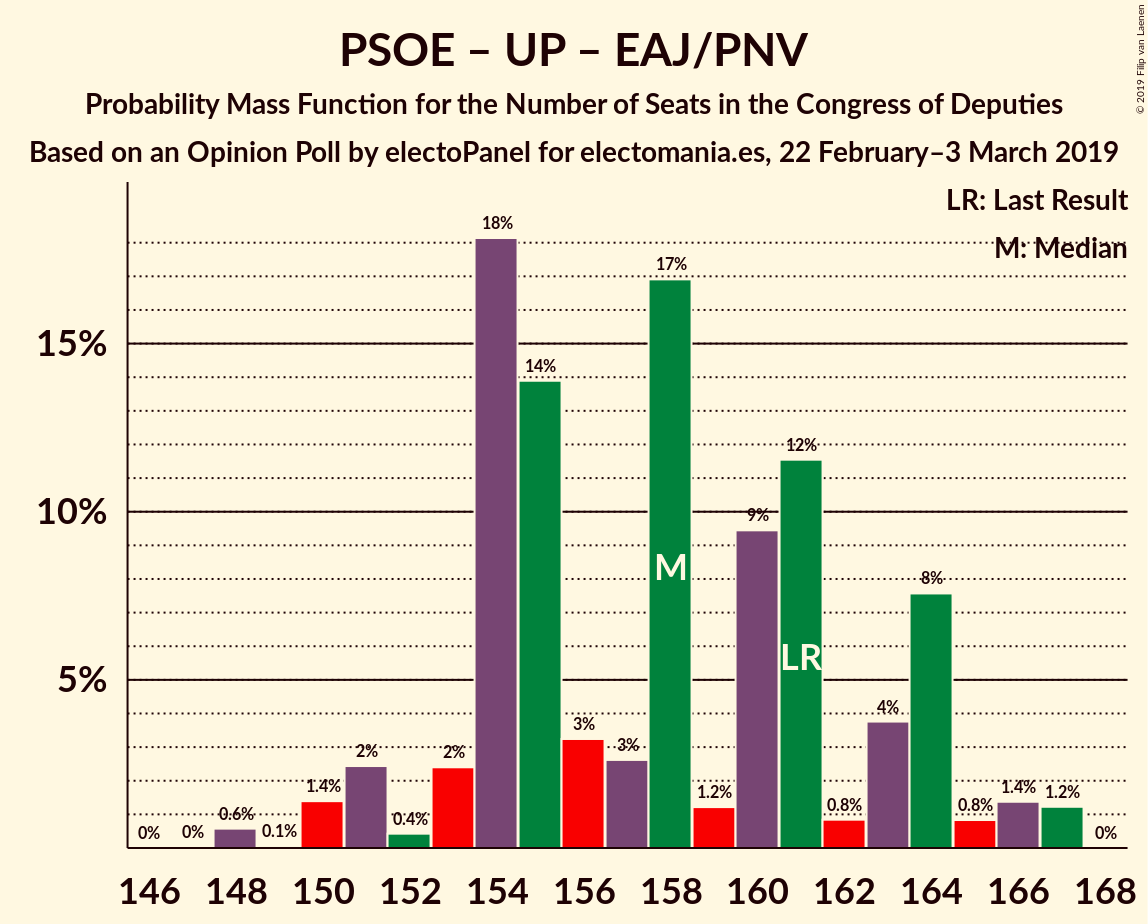 PSOE – UP – EAJ/PNV
Probability Mass Function for the Number of Seats in the Congress of Deputies
Based on an Opinion Poll by electoPanel for electomania.es, 22 February–3 March 2019
© 2019 Filip van Laenen
LR: Last Result
M: Median
15%
10%
5%
0%
0%
0.6%
0.1%
1.4%
2%
0.4%
2%
18%
14%
3%
3%
17%
1.2%
9%
12%
0.8%
4%
8%
0.8%
1.4%
1.2%
0%
M
LR
146 148 150 152 154 156 158 160 162 164 166 168